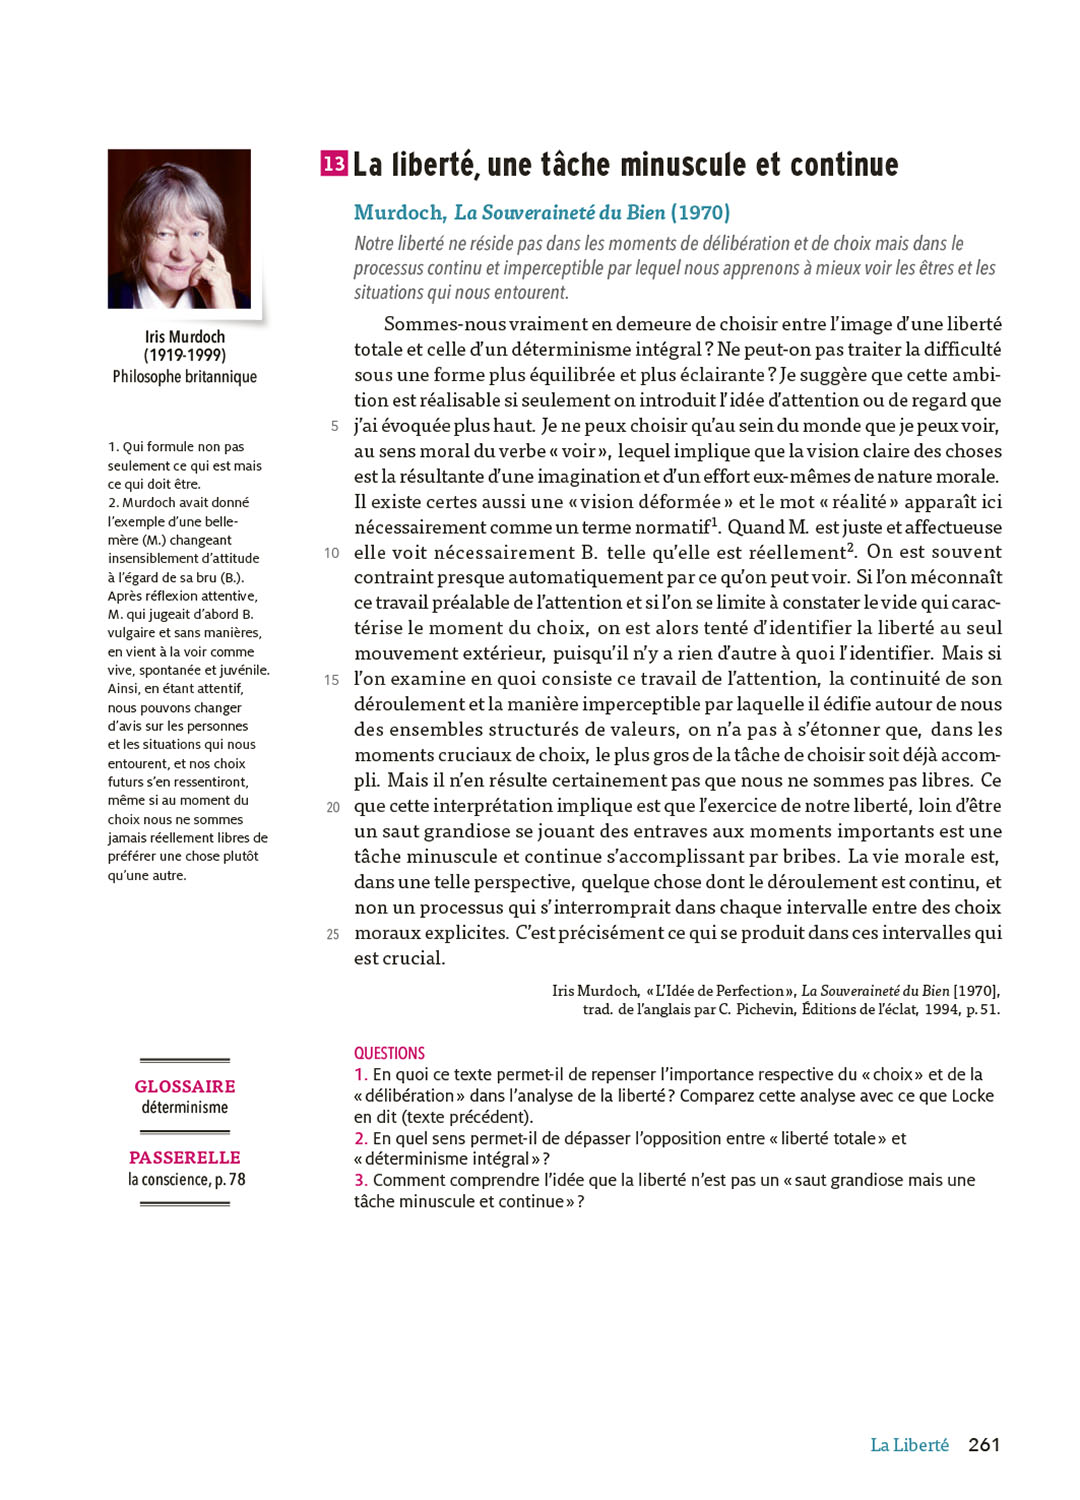 13 La liberté, une tâche minuscule et continue
Murdoch, La Souveraineté du Bien (1970)
Notre liberté ne réside pas dans les moments de délibération et de choix mais dans le
processus continu et imperceptible par lequel nous apprenons à mieux voir les êtres et les
situations qui nous entourent.
Sommes-nous vraiment en demeure de choisir entre l’image d’une liberté
totale et celle d’un déterminisme intégral ? Ne peut-on pas traiter la difficulté
sous une forme plus équilibrée et plus éclairante ? Je suggère que cette ambi-
tion est réalisable si seulement on introduit l’idée d’attention ou de regard que
5 j’ai évoquée plus haut. Je ne peux choisir qu’au sein du monde que je peux voir,
au sens moral du verbe « voir », lequel implique que la vision claire des choses
est la résultante d’une imagination et d’un effort eux-mêmes de nature morale.
Il existe certes aussi une « vision déformée » et le mot « réalité » apparaît ici
nécessairement comme un terme normatif1. Quand M. est juste et affectueuse
10 elle voit nécessairement B. telle qu’elle est réellement2. On est souvent
contraint presque automatiquement par ce qu’on peut voir. Si l’on méconnaît
ce travail préalable de l’attention et si l’on se limite à constater le vide qui carac-
térise le moment du choix, on est alors tenté d’identifier la liberté au seul
mouvement extérieur, puisqu’il n’y a rien d’autre à quoi l’identifier. Mais si
15 l’on examine en quoi consiste ce travail de l’attention, la continuité de son
déroulement et la manière imperceptible par laquelle il édifie autour de nous
des ensembles structurés de valeurs, on n’a pas à s’étonner que, dans les
moments cruciaux de choix, le plus gros de la tâche de choisir soit déjà accom-
pli. Mais il n’en résulte certainement pas que nous ne sommes pas libres. Ce
20 que cette interprétation implique est que l’exercice de notre liberté, loin d’être
un saut grandiose se jouant des entraves aux moments importants est une
tâche minuscule et continue s’accomplissant par bribes. La vie morale est,
dans une telle perspective, quelque chose dont le déroulement est continu, et
non un processus qui s’interromprait dans chaque intervalle entre des choix
25 moraux explicites. C’est précisément ce qui se produit dans ces intervalles qui
est crucial.
Iris Murdoch, « L’Idée de Perfection », La Souveraineté du Bien [1970],
trad. de l’anglais par C. Pichevin, Éditions de l’éclat, 1994, p. 51.
Iris Murdoch
(1919-1999)
Philosophe britannique
1. Qui formule non pas
seulement ce qui est mais
ce qui doit être.
2. Murdoch avait donné
l’exemple d’une belle-
mère (M.) changeant
insensiblement d’attitude
à l’égard de sa bru (B.).
Après réflexion attentive,
M. qui jugeait d’abord B.
vulgaire et sans manières,
en vient à la voir comme
vive, spontanée et juvénile.
Ainsi, en étant attentif,
nous pouvons changer
d’avis sur les personnes
et les situations qui nous
entourent, et nos choix
futurs s’en ressentiront,
même si au moment du
choix nous ne sommes
jamais réellement libres de
préférer une chose plutôt
qu’une autre.
GLOSSAIRE
déterminisme
PASSERELLE
la conscience, p. 78
QUESTIONS
1. En quoi ce texte permet-il de repenser l’importance respective du « choix » et de la
« délibération » dans l’analyse de la liberté ? Comparez cette analyse avec ce que Locke
en dit (texte précédent).
2. En quel sens permet-il de dépasser l’opposition entre « liberté totale » et
« déterminisme intégral » ?
3. Comment comprendre l’idée que la liberté n’est pas un « saut grandiose mais une
tâche minuscule et continue » ?
La Liberté 261